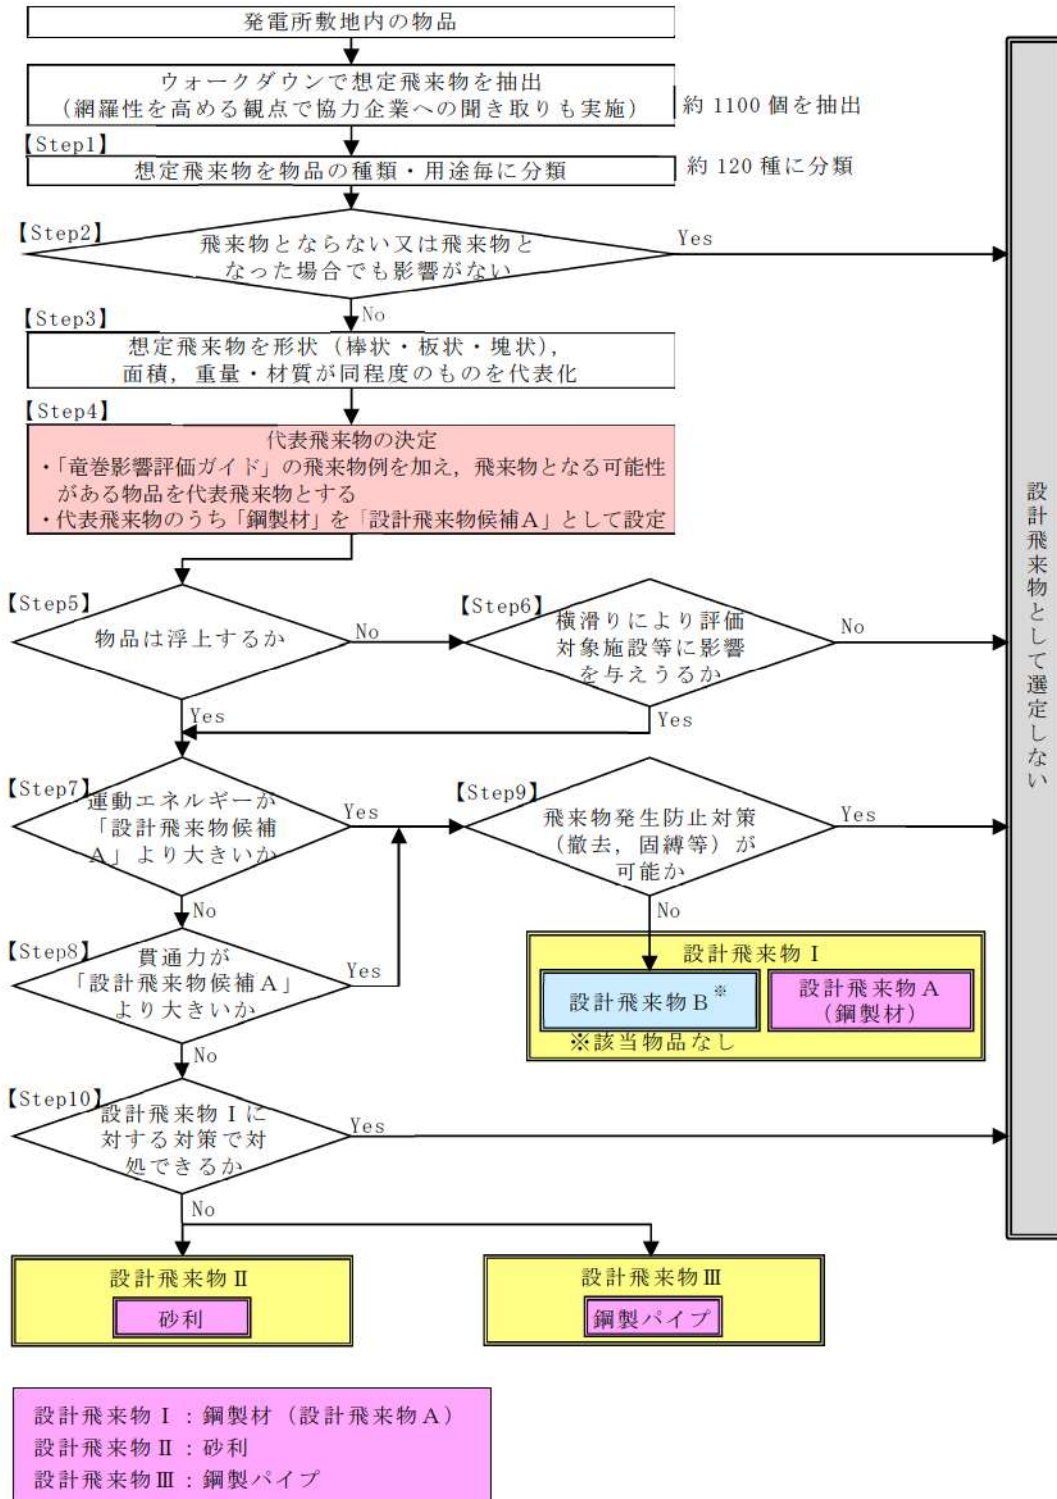 発電所敷地内の物品
ウォークダウンで想定飛来物を抽出
（網羅性を高める観点で協力企業への聞き取りも実施）
約1100個を抽出
【Step1】
想定飛来物を物品の種類・用途毎に分類
約120種に分類
【Step2】
飛来物とならない又は飛来物と
なった場合でも影響がない
Yes
No
【Step3】
想定飛来物を形状（棒状・板状・塊状），
面積，重量・材質が同程度のものを代表化
【Step4】
代表飛来物の決定
・「竜巻影響評価ガイド」の飛来物例を加え，飛来物となる可能性
がある物品を代表飛来物とする
・代表飛来物のうち「鋼製材」を「設計飛来物候補A」として設定
【Step5】
物品は浮上するか
No
Yes
【Step6】
横滑りにより評価
対象施設等に影響
を与えうるか
No
Yes
【Step7】
運動エネルギーが
「設計飛来物候補
A」より大きいか
Yes
No
【Step8】
貫通力が
「設計飛来物候補A」
より大きいか
Yes
No
【Step9】
飛来物発生防止対策
（撤去，固縛等）が
可能か
Yes
No
設計飛来物Ⅰ
設計飛来物B※
設計飛来物A
（鋼製材）
※該当物品なし
【Step10】
設計飛来物Ⅰに
対する対策で対
処できるか
Yes
No
設計飛来物Ⅱ
砂利
設計飛来物Ⅲ
鋼製パイプ
設計飛来物として選定しない
設計飛来物Ⅰ：鋼製材（設計飛来物A）
設計飛来物Ⅱ：砂利
設計飛来物Ⅲ：鋼製パイプ